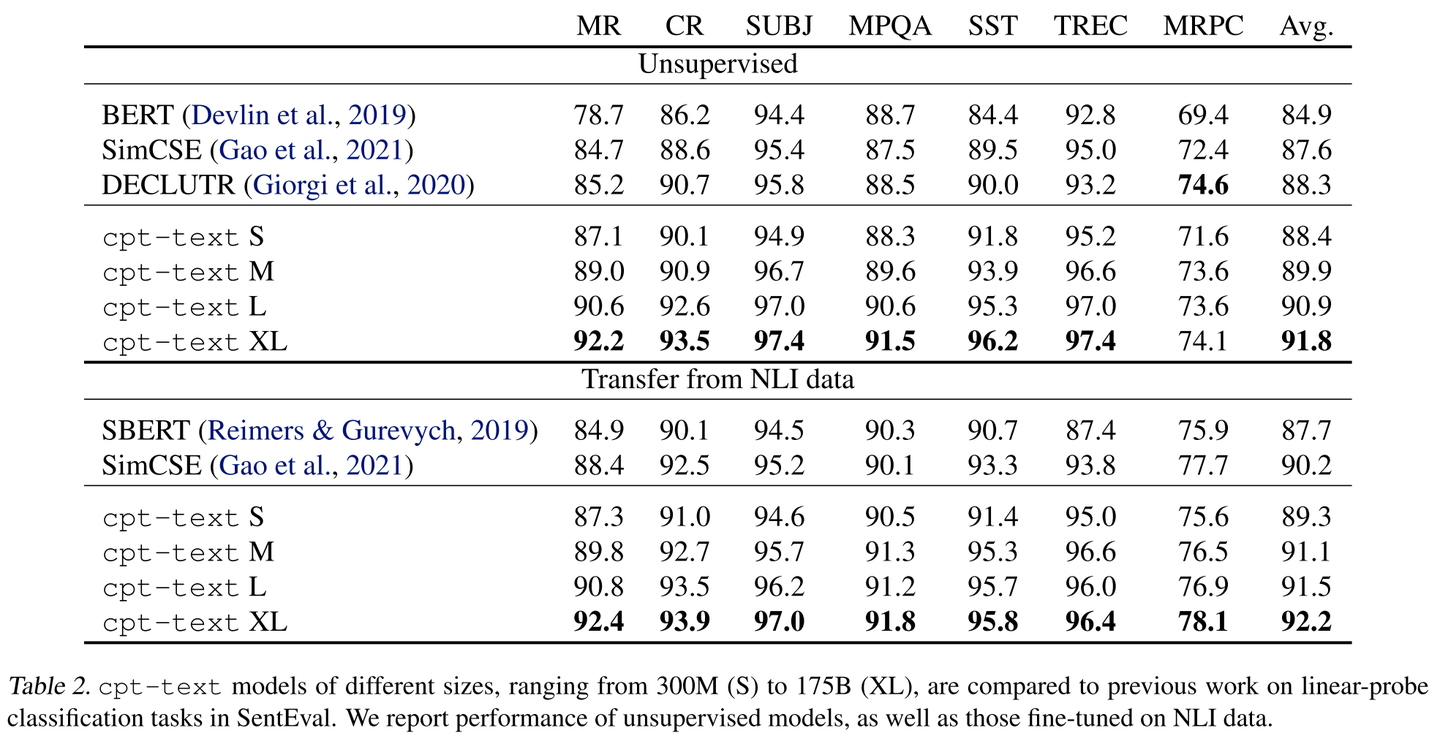 MR CR SUBJ MPQA SST TREC MRPC Avg.
Unsupervised
BERT (Devlin et al., 2019) 78.7 86.2 94.4 88.7 84.4 92.8 69.4 84.9
SimCSE (Gao et al., 2021) 84.7 88.6 95.4 87.5 89.5 95.0 72.4 87.6
DECLUTR (Giorgi et al., 2020) 85.2 90.7 95.8 88.5 90.0 93.2 74.6 88.3
cpt-text S 87.1 90.1 94.9 88.3 91.8 95.2 71.6 88.4
cpt-text M 89.0 90.9 96.7 89.6 93.9 96.6 73.6 89.9
cpt-text L 90.6 92.6 97.0 90.6 95.3 97.0 73.6 90.9
cpt-text XL 92.2 93.5 97.4 91.5 96.2 97.4 74.1 91.8
Transfer from NLI data
SBERT (Reimers & Gurevych, 2019) 84.9 90.1 94.5 90.3 90.7 87.4 75.9 87.7
SimCSE (Gao et al., 2021) 88.4 92.5 95.2 90.1 93.3 93.8 77.7 90.2
cpt-text S 87.3 91.0 94.6 90.5 91.4 95.0 75.6 89.3
cpt-text M 89.8 92.7 95.7 91.3 95.3 96.6 76.5 91.1
cpt-text L 90.8 93.5 96.2 91.2 95.7 96.0 76.9 91.5
cpt-text XL 92.4 93.9 97.0 91.8 95.8 96.4 78.1 92.2
Table 2. cpt-text models of different sizes, ranging from 300M (S) to 175B (XL), are compared to previous work on linear-probe
classification tasks in SentEval. We report performance of unsupervised models, as well as those fine-tuned on NLI data.